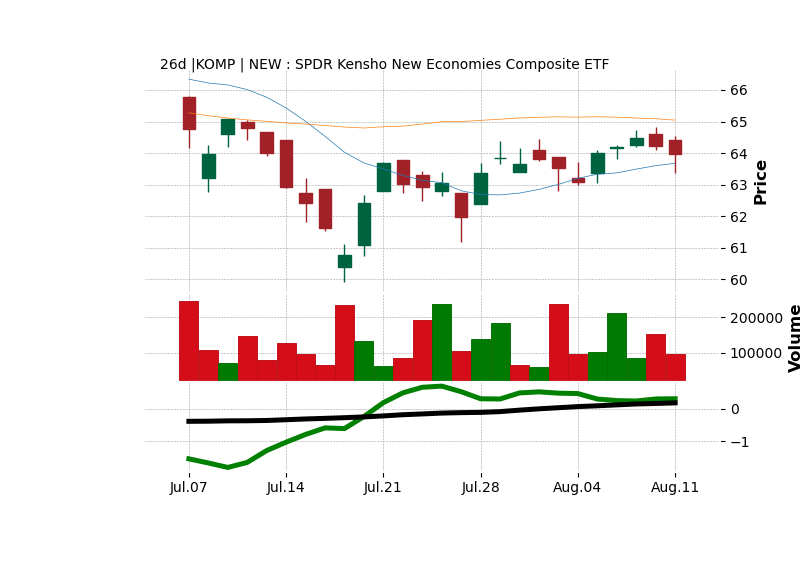 26d |KOMP | NEW : SPDR Kensho New Economies Composite ETF
66
65
64
63
62
61
60
Price
200000
100000
Volume
0
−1
Jul.07 Jul.14 Jul.21 Jul.28 Aug.04 Aug.11